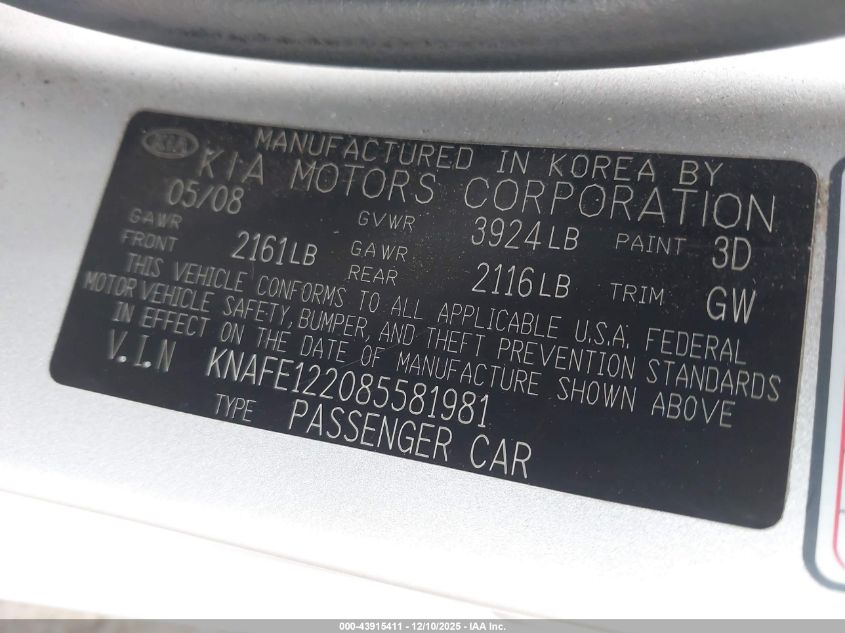 KIA
MANUFACTURED IN KOREA BY
KIA MOTORS CORPORATION
05/08 GVWR 3924LB PAINT 3D
GAWR FRONT 2161LB GAWR REAR 2116LB TRIM GW
THIS VEHICLE CONFORMS TO ALL APPLICABLE U.S.A. FEDERAL
MOTOR VEHICLE SAFETY, BUMPER, AND THEFT PREVENTION STANDARDS
IN EFFECT ON THE DATE OF MANUFACTURE SHOWN ABOVE
V.I.N KNAFE122085581981
TYPE PASSENGER CAR
000-43915411 - 12/10/2025 - IAA Inc.